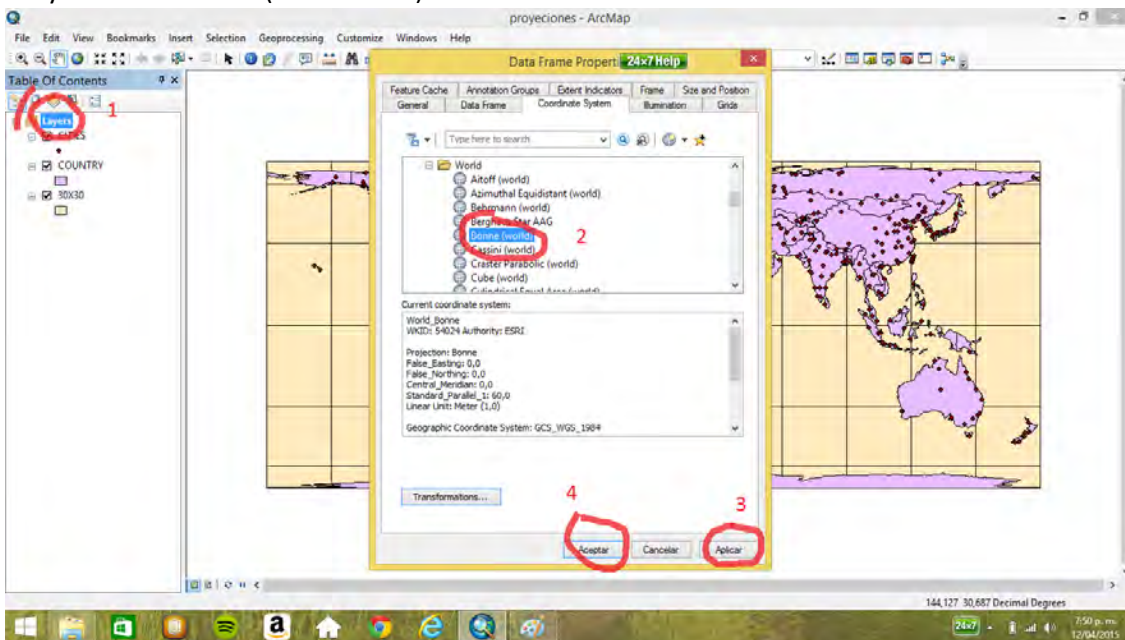 proyeciones - ArcMap
File Edit View Bookmarks Insert Selection Geoprocessing Customize Windows Help
Table Of Contents
1
Layers
COUNTRY
30X30
Data Frame Properti
24x7 Help
Feature Cache Annotation Groups Extent Indicators Frame Size and Position
General Data Frame Coordinate System Illumination Grids
Type here to search
World
Aitoff (world)
Azimuthal Equidistant (world)
Behrmann (world)
Star AAG
Bonne (world)
2
Cassini (world)
Craster Parabolic (world)
Cube (world)
Current coordinate system:
World_Bonne
WKID: 54024 Authority: ESRI
Projection: Bonne
False_Easting: 0,0
False_Northing: 0,0
Central_Meridian: 0,0
Standard_Parallel_1: 60,0
Linear Unit: Meter (1,0)
Geographic Coordinate System: GCS_WGS_1984
Transformations...
4
3
Aceptar Cancelar Aplicar
144,127 30,687 Decimal Degrees
a
24x7
7:50 p. m.
12/04/2015